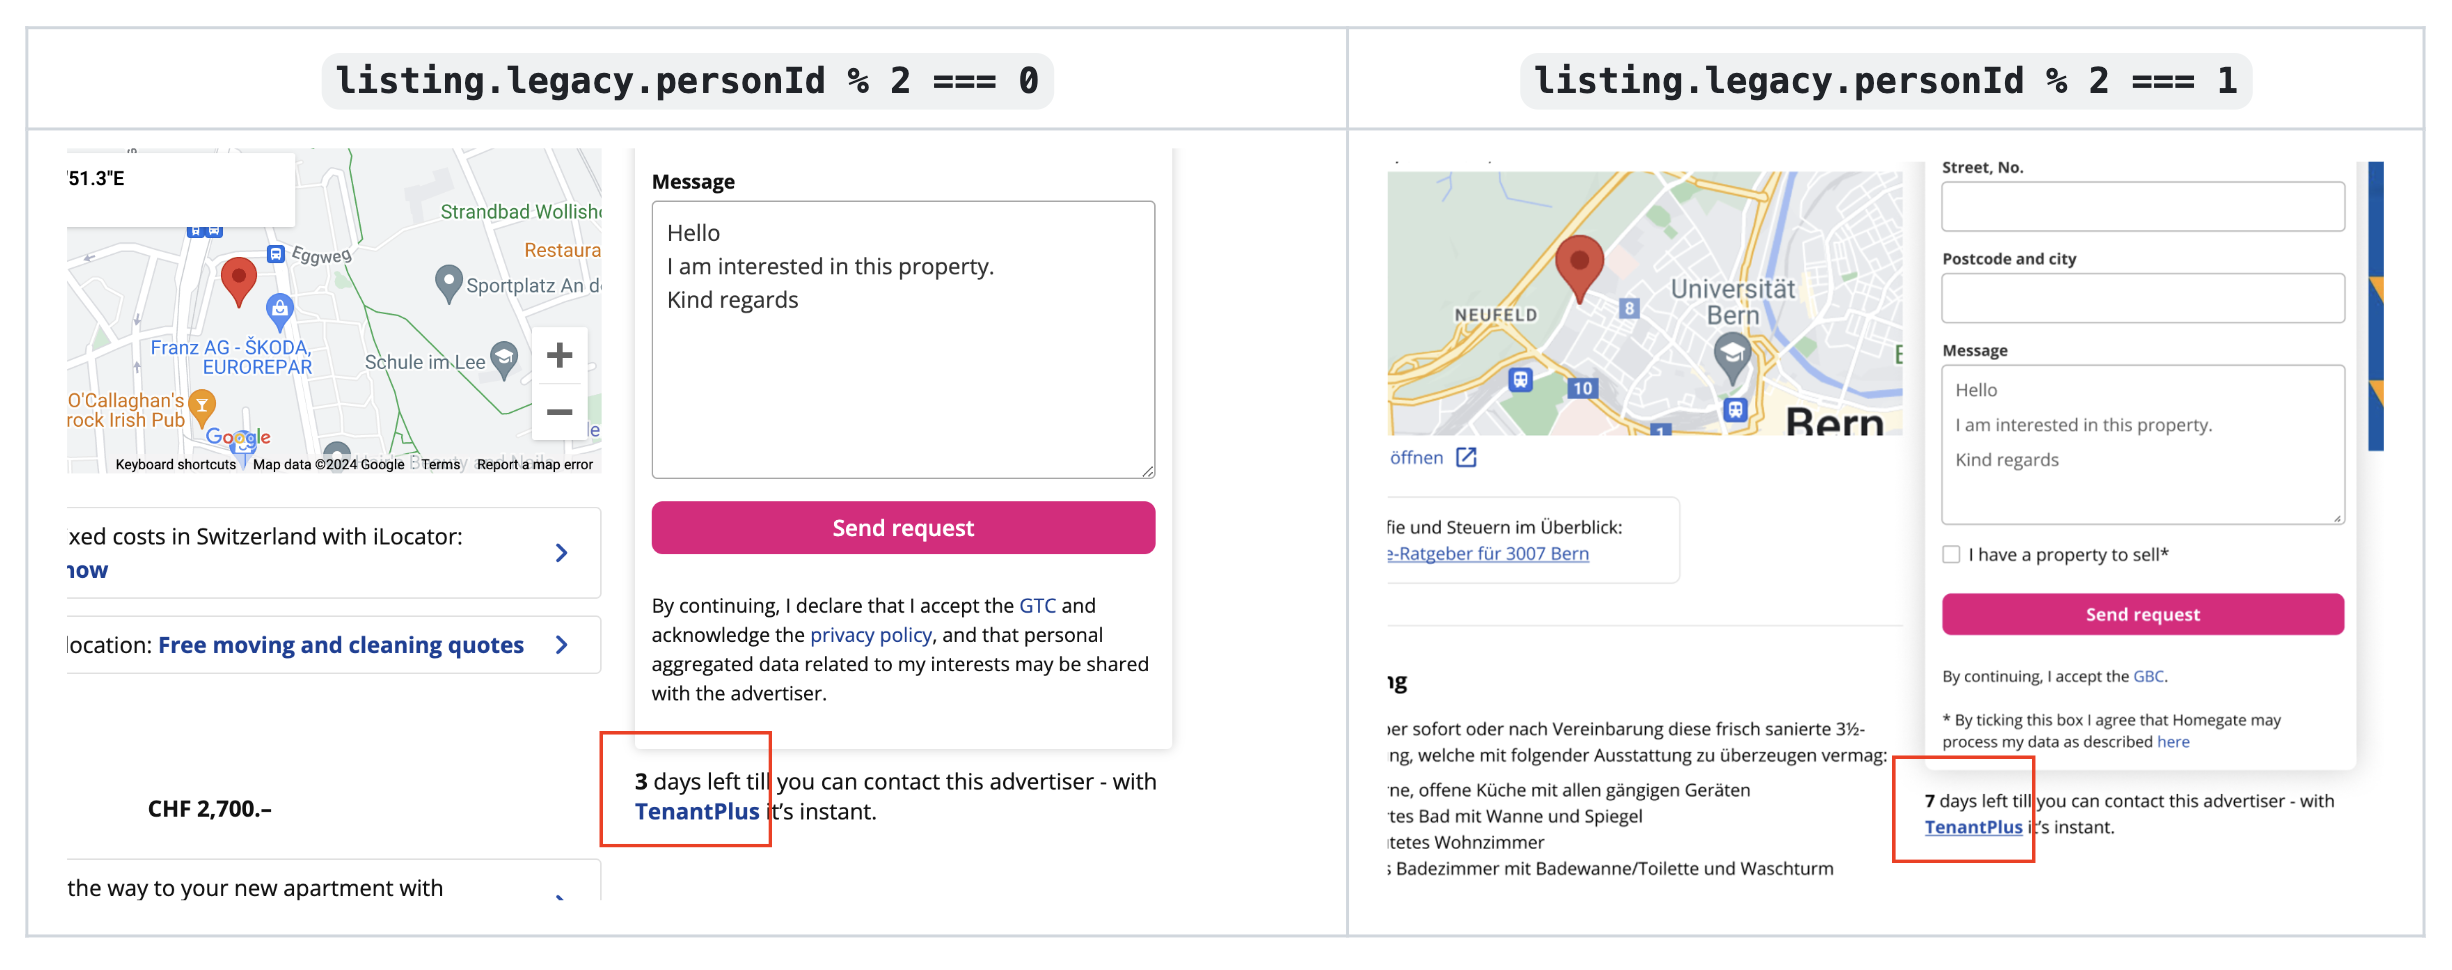 listing.legacy.personId % 2 === 0
listing.legacy.personId % 2 === 1
'51.3"E
Strandbad Wollish
Restaura
Eggweg
Sportplatz An d
Franz AG - ŠKODA,
EUROREPAR
Schule im Lee
O'Callaghan's
rock Irish Pub
Google
Keyboard shortcuts
Map data ©2024 Google
Terms
Report a map error
xed costs in Switzerland with iLocator:
now
location: Free moving and cleaning quotes
CHF 2,700.–
the way to your new apartment with
Message
Hello
I am interested in this property.
Kind regards
Send request
By continuing, I declare that I accept the GTC and
acknowledge the privacy policy, and that personal
aggregated data related to my interests may be shared
with the advertiser.
3 days left till you can contact this advertiser - with
TenantPlus it's instant.
Universität
Bern
NEUFELD
8
10
1
Bern
öffnen
fie und Steuern im Überblick:
e-Ratgeber für 3007 Bern
ng
per sofort oder nach Vereinbarung diese frisch sanierte 3½-
ng, welche mit folgender Ausstattung zu überzeugen vermag:
rne, offene Küche mit allen gängigen Geräten
rtes Bad mit Wanne und Spiegel
tetes Wohnzimmer
s Badezimmer mit Badewanne/Toilette und Waschturm
Street, No.
Postcode and city
Message
Hello
I am interested in this property.
Kind regards
I have a property to sell*
Send request
By continuing, I accept the GBC.
* By ticking this box I agree that Homegate may
process my data as described here
7 days left till you can contact this advertiser - with
TenantPlus it's instant.